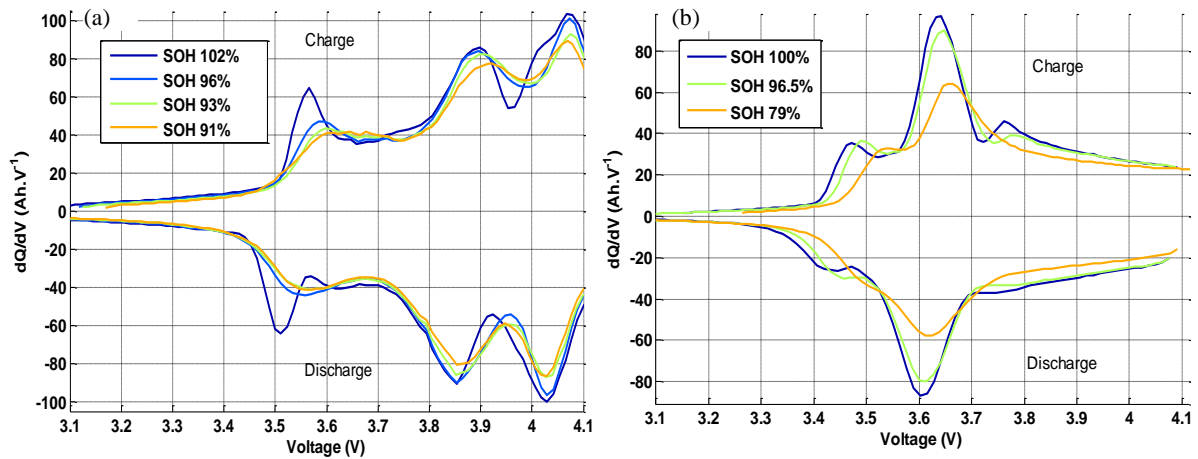 (a)
Charge
SOH 102%
SOH 96%
SOH 93%
SOH 91%
Discharge
100
80
60
40
20
0
-20
-40
-60
-80
-100
dQ/dV (Ah.V⁻¹)
3.1 3.2 3.3 3.4 3.5 3.6 3.7 3.8 3.9 4 4.1
Voltage (V)
(b)
Charge
SOH 100%
SOH 96.5%
SOH 79%
Discharge
80
60
40
20
0
-20
-40
-60
-80
dQ/dV (Ah.V⁻¹)
3.1 3.2 3.3 3.4 3.5 3.6 3.7 3.8 3.9 4 4.1
Voltage (V)